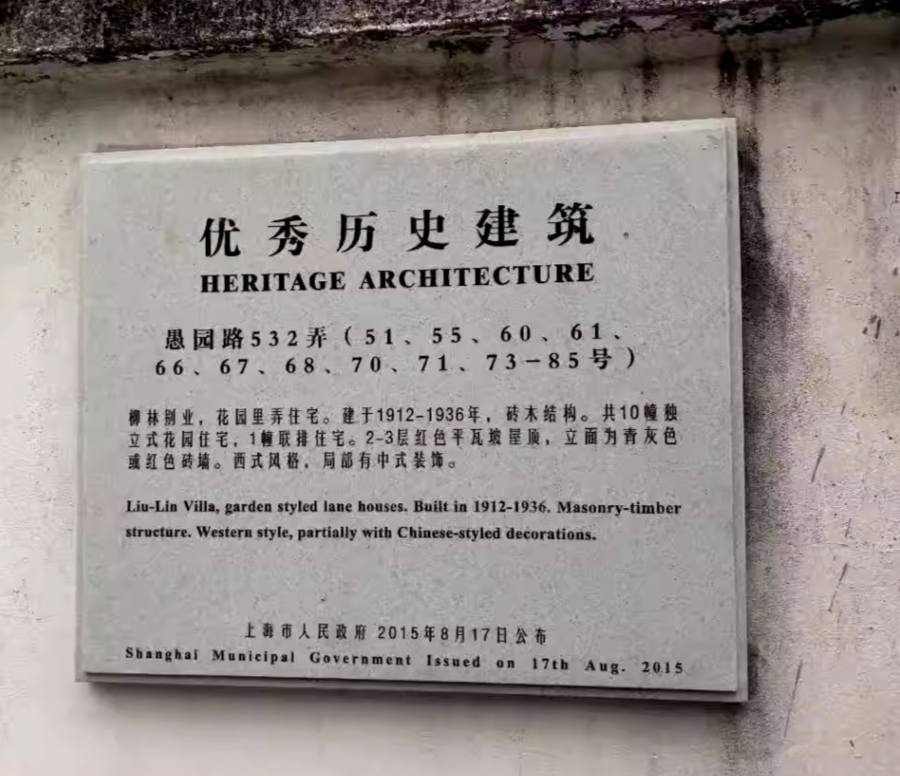 优秀历史建筑
HERITAGE ARCHITECTURE
愚园路532弄（51、55、60、61、
66、67、68、70、71、73－85号）
柳林别业，花园里弄住宅。建于1912-1936年，砖木结构。共10幢独
立式花园住宅，1幢联排住宅。2-3层红色平瓦坡屋顶，立面为青灰色
或红色砖墙。西式风格，局部有中式装饰。
Liu-Lin Villa, garden styled lane houses. Built in 1912-1936. Masonry-timber
structure. Western style, partially with Chinese-styled decorations.
上海市人民政府 2015年8月17日公布
Shanghai Municipal Government Issued on 17th Aug. 2015